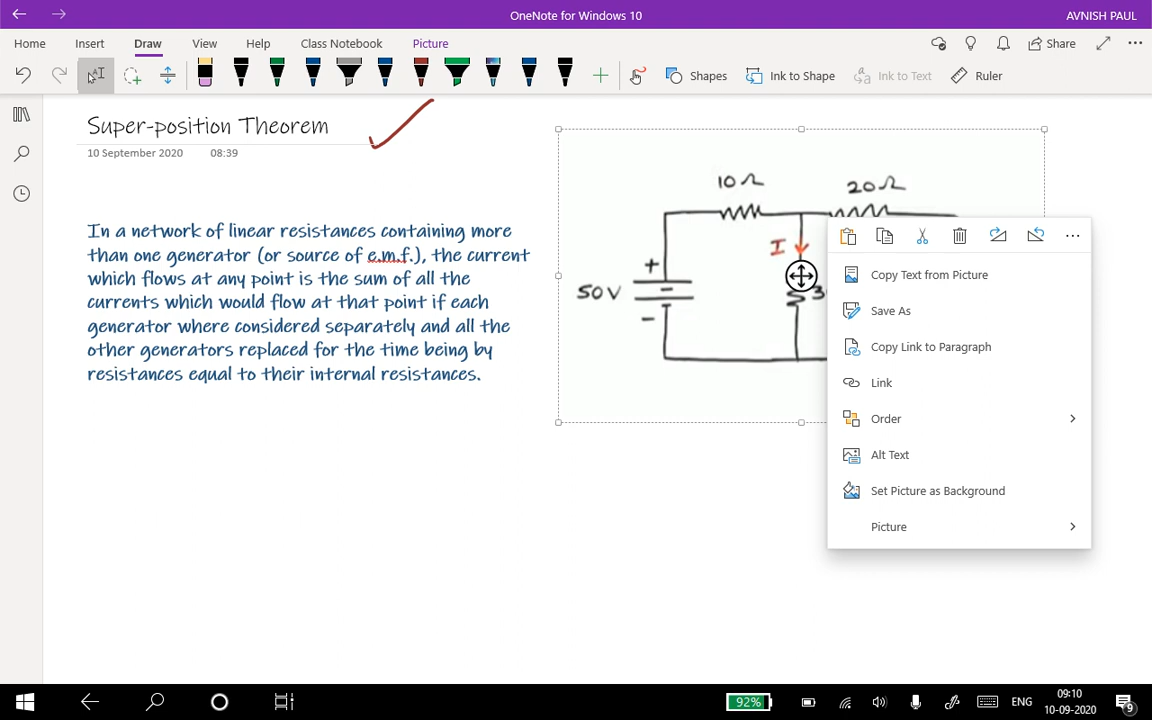 OneNote for Windows 10
AVNISH PAUL
Home Insert Draw View Help Class Notebook Picture
Share
Shapes Ink to Shape Ink to Text Ruler
Super-position Theorem
10 September 2020 08:39
In a network of linear resistances containing more
than one generator (or source of e.m.f.), the current
which flows at any point is the sum of all the
currents which would flow at that point if each
generator where considered separately and all the
other generators replaced for the time being by
resistances equal to their internal resistances.
10Ω 20Ω
I
+
50V
-
Copy Text from Picture
Save As
Copy Link to Paragraph
Link
Order
Alt Text
Set Picture as Background
Picture
92%
ENG
09:10
10-09-2020
9